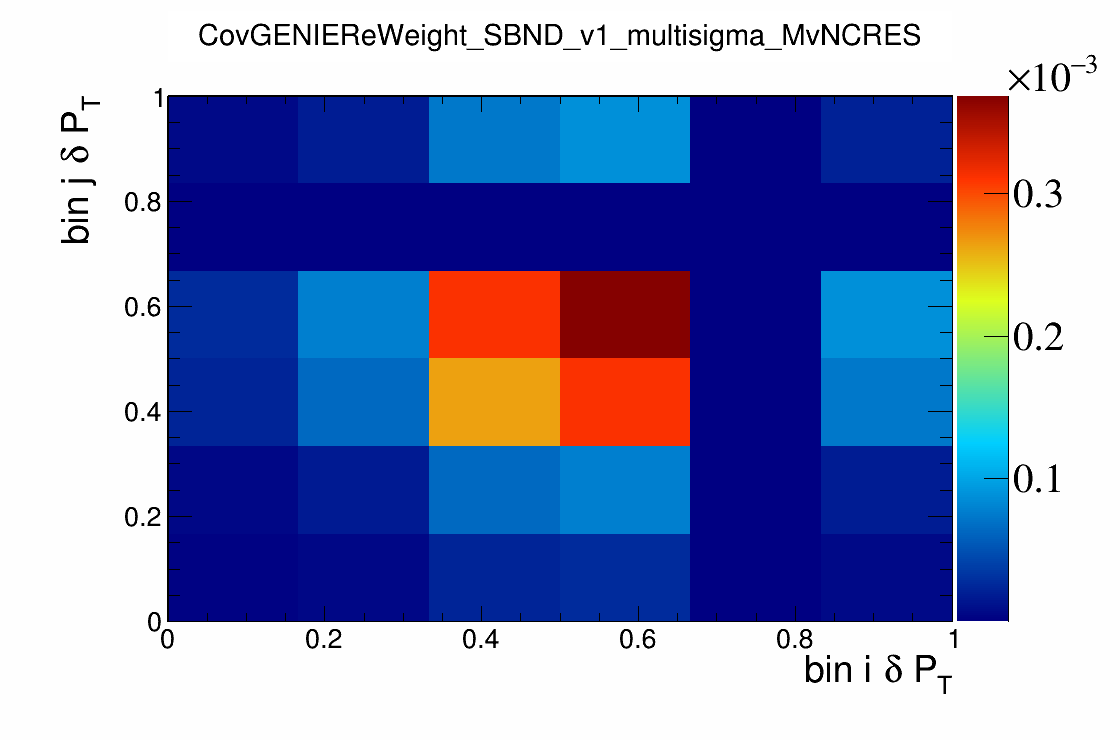 CovGENIEReWeight_SBND_v1_multisigma_MvNCRES
×10⁻³
bin j δ P_T
1
0.8
0.6
0.4
0.2
0
0 0.2 0.4 0.6 0.8 1
bin i δ P_T
0.3
0.2
0.1